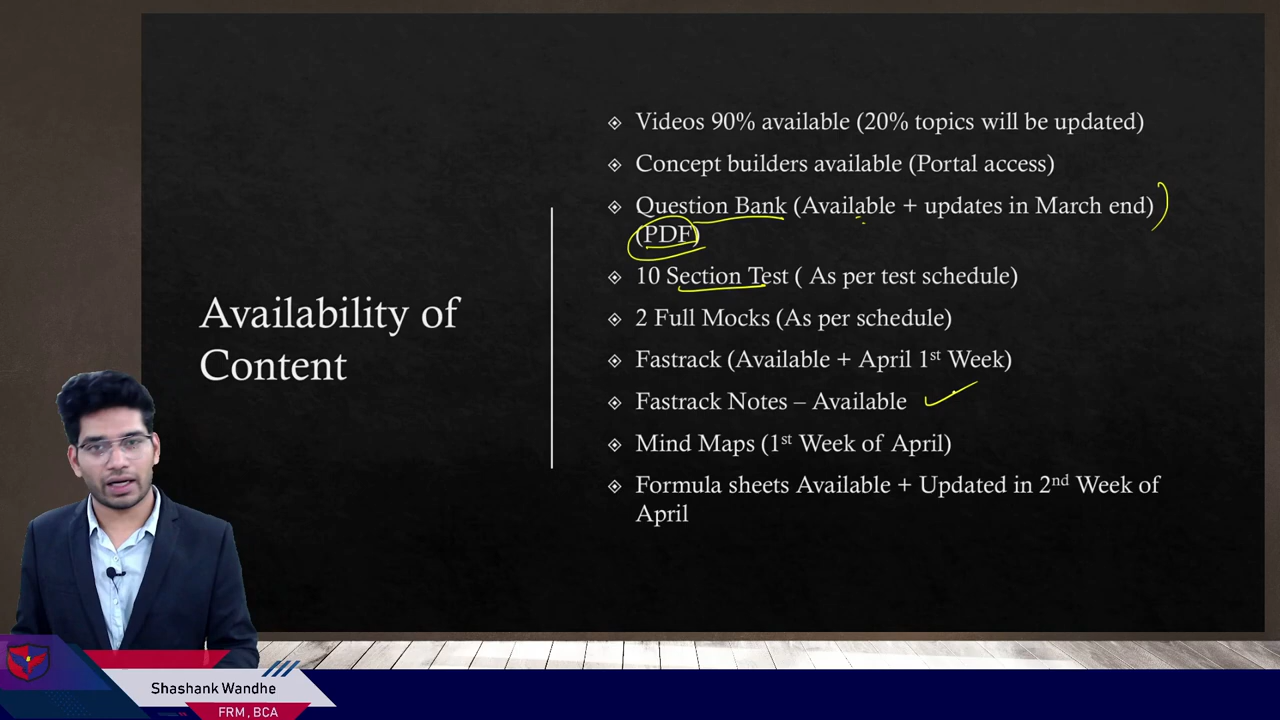 Availability of
Content
Videos 90% available (20% topics will be updated)
Concept builders available (Portal access)
Question Bank (Available + updates in March end)
(PDF)
10 Section Test ( As per test schedule)
2 Full Mocks (As per schedule)
Fastrack (Available + April 1st Week)
Fastrack Notes – Available
Mind Maps (1st Week of April)
Formula sheets Available + Updated in 2nd Week of
April
Shashank Wandhe
FRM, BCA